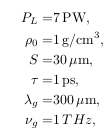 P_L = 7 PW,
ρ_0 = 1 g/cm^3,
S = 30 μm,
τ = 1 ps,
λ_g = 300 μm,
ν_g = 1 THz,